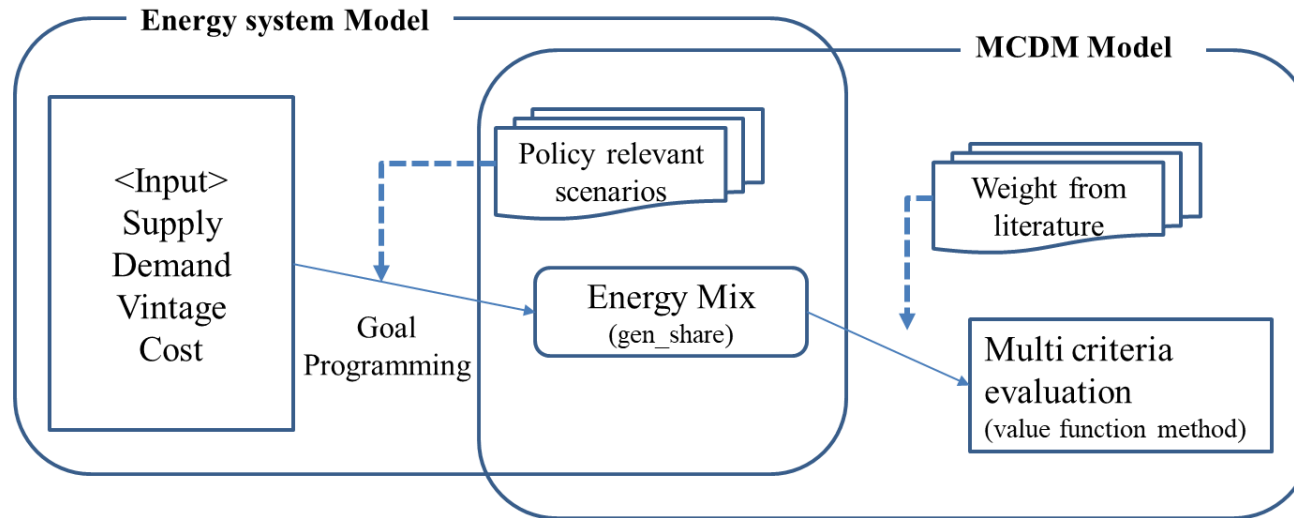 Energy system Model
MCDM Model
<Input>
Supply
Demand
Vintage
Cost
Policy relevant
scenarios
Weight from
literature
Goal
Programming
Energy Mix
(gen_share)
Multi criteria
evaluation
(value function method)